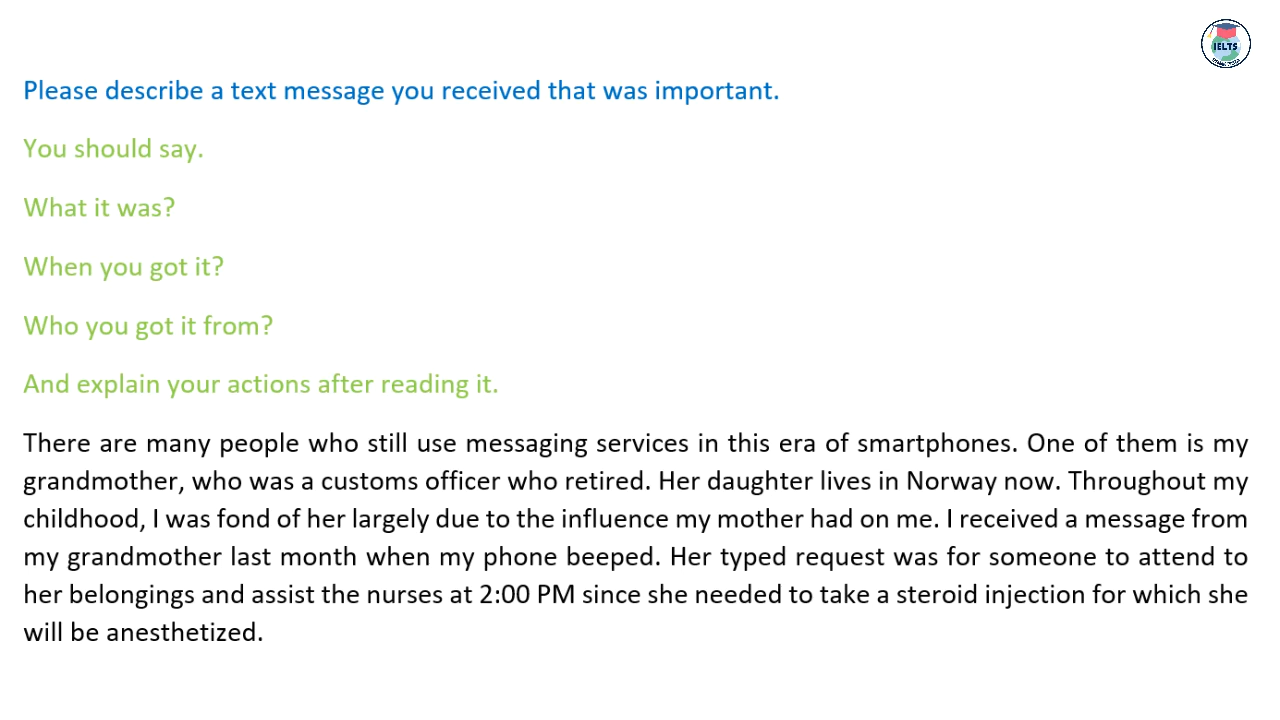 IELTS
Please describe a text message you received that was important.
You should say.
What it was?
When you got it?
Who you got it from?
And explain your actions after reading it.
There are many people who still use messaging services in this era of smartphones. One of them is my
grandmother, who was a customs officer who retired. Her daughter lives in Norway now. Throughout my
childhood, I was fond of her largely due to the influence my mother had on me. I received a message from
my grandmother last month when my phone beeped. Her typed request was for someone to attend to
her belongings and assist the nurses at 2:00 PM since she needed to take a steroid injection for which she
will be anesthetized.